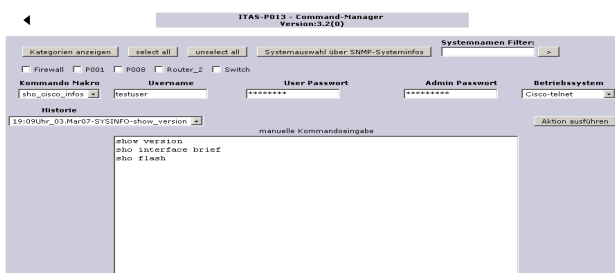 ITAS-P013 - Command-Manager
Version:3.2(0)
Systemnamen Filter:
Kategorien anzeigen select all unselect all Systemauswahl über SNMP-Systeminfos >
Firewall P001 P008 Router_2 Switch
Kommando Makro Username User Passwort Admin Passwort Betriebssystem
sho_cisco_infos testuser ******** ********* Cisco-telnet
Historie
19:09Uhr_03.Mar07-SYSINFO-show_version Aktion ausführen
manuelle Kommandoeingabe
show version
sho interface brief
sho flash